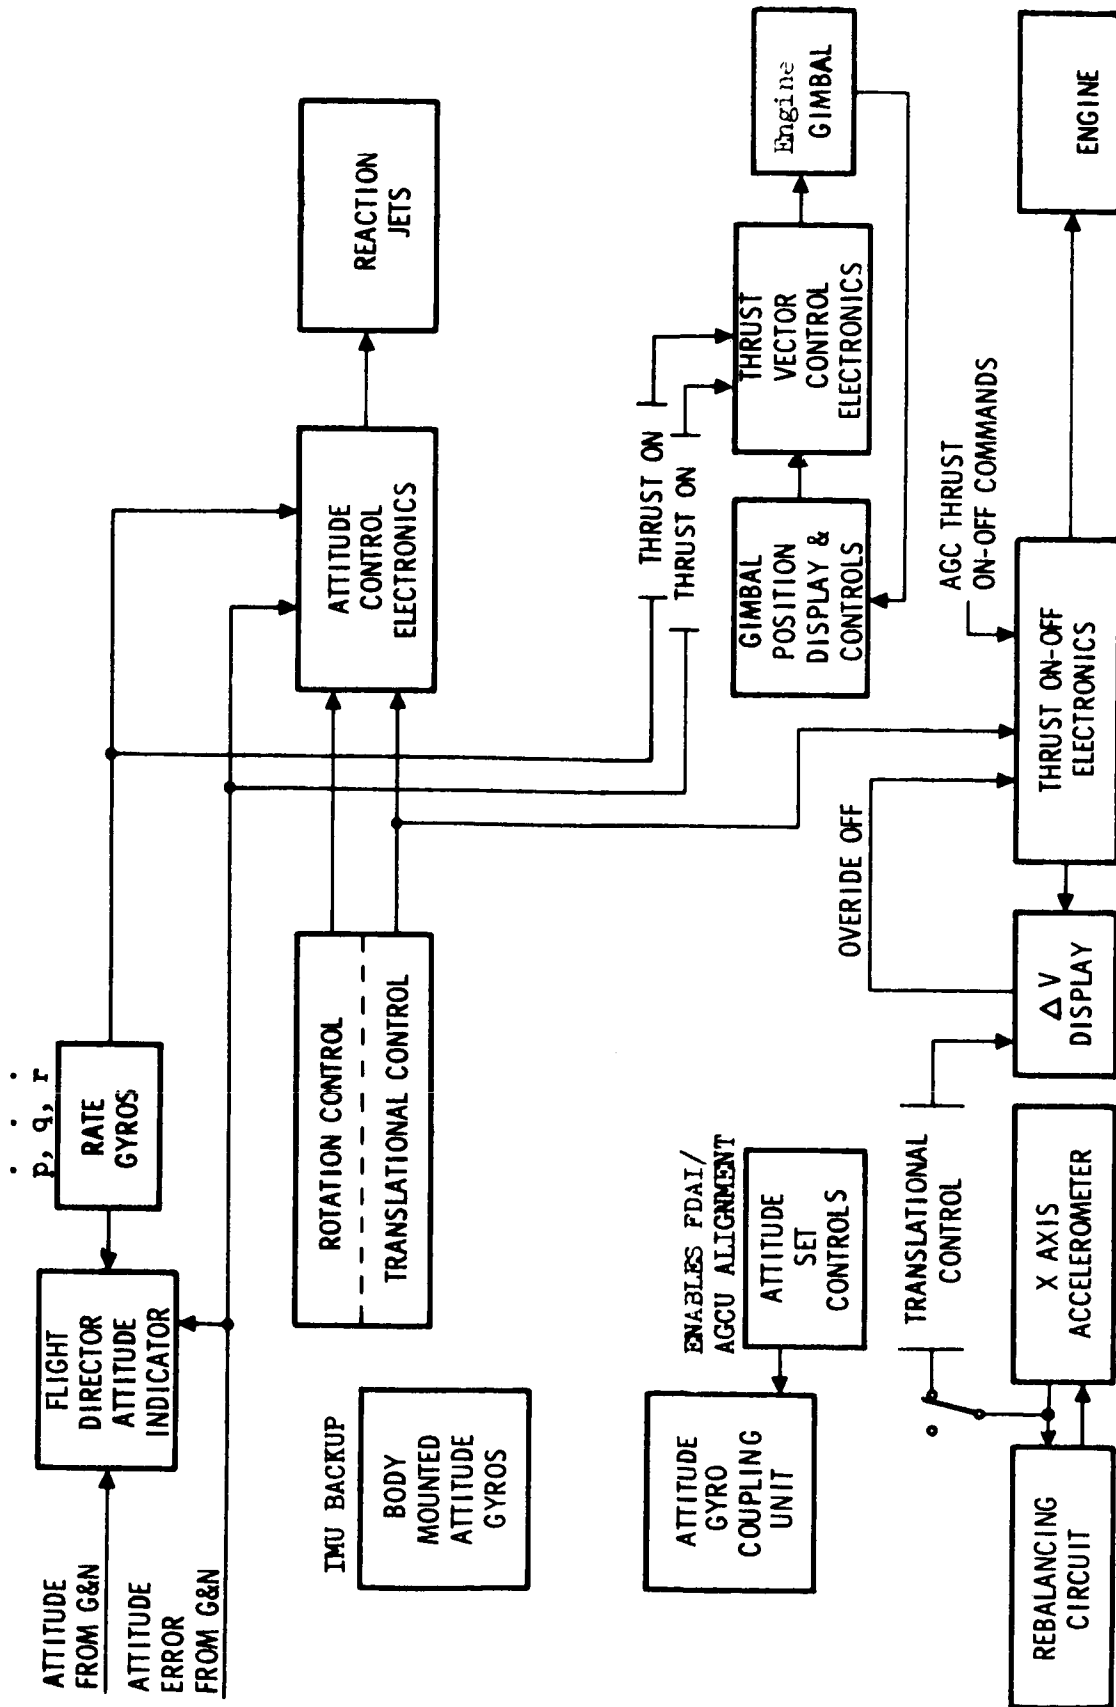 ATTITUDE
FROM G&N
ATTITUDE
ERROR
FROM G&N
FLIGHT
DIRECTOR
ATTITUDE
INDICATOR
ṗ, q̇, ṙ
RATE
GYROS
IMU BACKUP
BODY
MOUNTED
ATTITUDE
GYROS
ROTATION CONTROL
TRANSLATIONAL CONTROL
ATTITUDE
CONTROL
ELECTRONICS
REACTION
JETS
THRUST ON
THRUST ON
ATTITUDE
GYRO
COUPLING
UNIT
ENABLES FDAI/
AGCU ALIGNMENT
ATTITUDE
SET
CONTROLS
GIMBAL
POSITION
DISPLAY &
CONTROLS
THRUST
VECTOR
CONTROL
ELECTRONICS
Engine
GIMBAL
TRANSLATIONAL
CONTROL
OVERIDE OFF
AGC THRUST
ON-OFF COMMANDS
REBALANCING
CIRCUIT
X AXIS
ACCELEROMETER
Δ V
DISPLAY
THRUST ON-OFF
ELECTRONICS
ENGINE